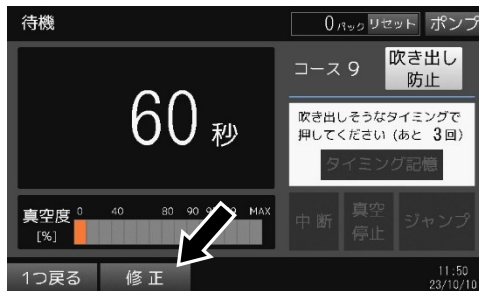 待機
0パック リセット ポンプ
60秒
コース 9 吹き出し
防止
吹き出しそうなタイミングで
押してください (あと 3回)
タイミング記憶
真空度 0 40 80 90 MAX
[%]
中断 真空
停止 ジャンプ
1つ戻る 修正
11:50
23/10/10